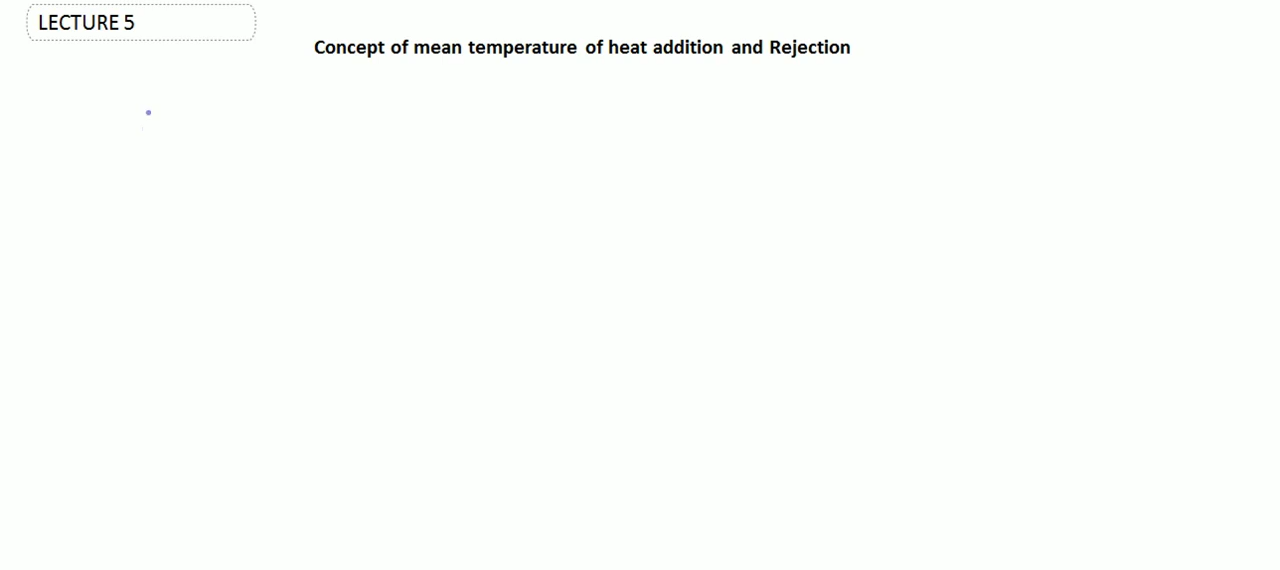 LECTURE 5
Concept of mean temperature of heat addition and Rejection